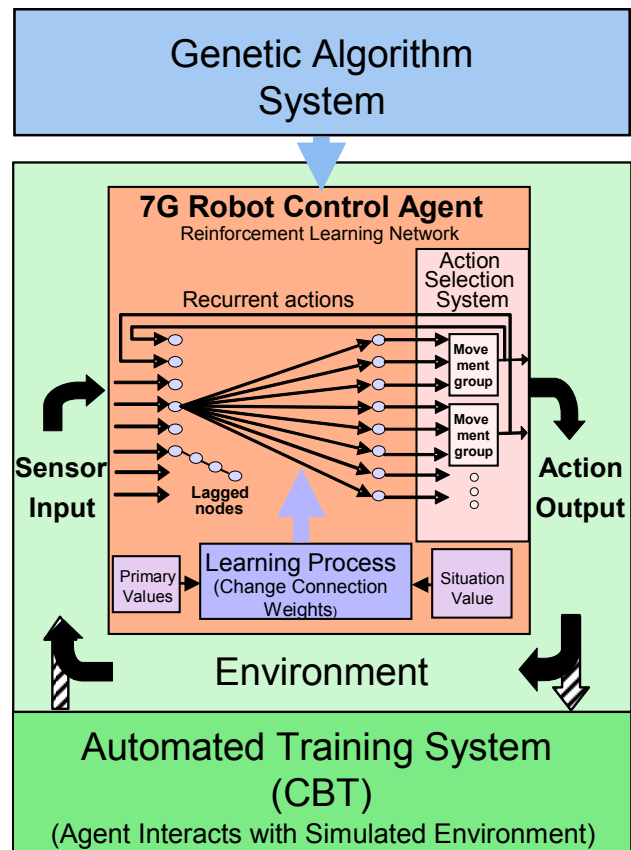 Genetic Algorithm
System
7G Robot Control Agent
Reinforcement Learning Network
Action
Selection
System
Recurrent actions
Move
ment
group
Move
ment
group
Sensor
Input
Lagged
nodes
Action
Output
Primary
Values
Learning Process
(Change Connection
Weights)
Situation
Value
Environment
Automated Training System
(CBT)
(Agent Interacts with Simulated Environment)